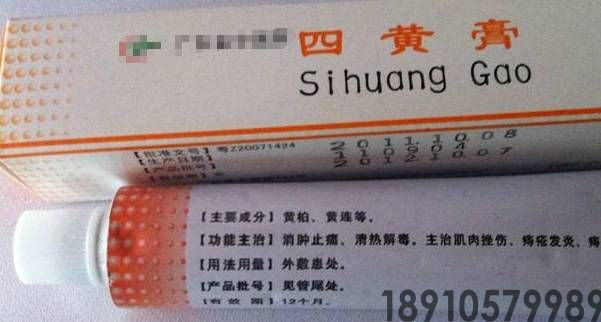 四黄膏
Sihuang Gao
【批准文号】粤Z20071424
【生产日期】2011.10.08
【产品批号】110904
2012.10.07
【主要成分】黄柏、黄连等。
【功能主治】消肿止痛、清热解毒。主治肌肉挫伤、痔疮发炎、痔
【用法用量】外敷患处。
【产品批号】见管尾处。
【有效期】12个月。
18910579989